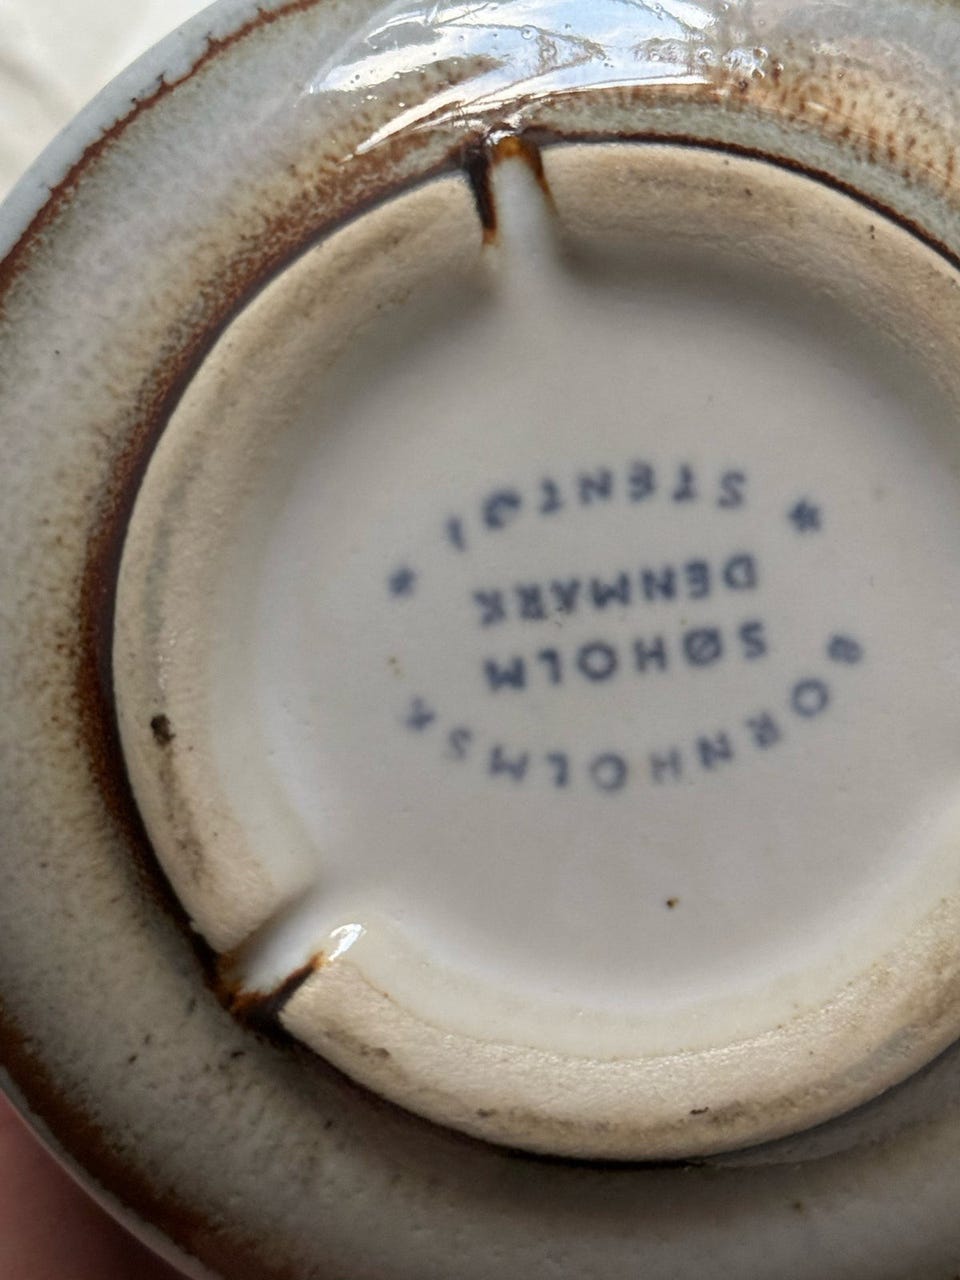 BORNHOLMSK
SØHOLM
DENMARK
* STENTØJ *